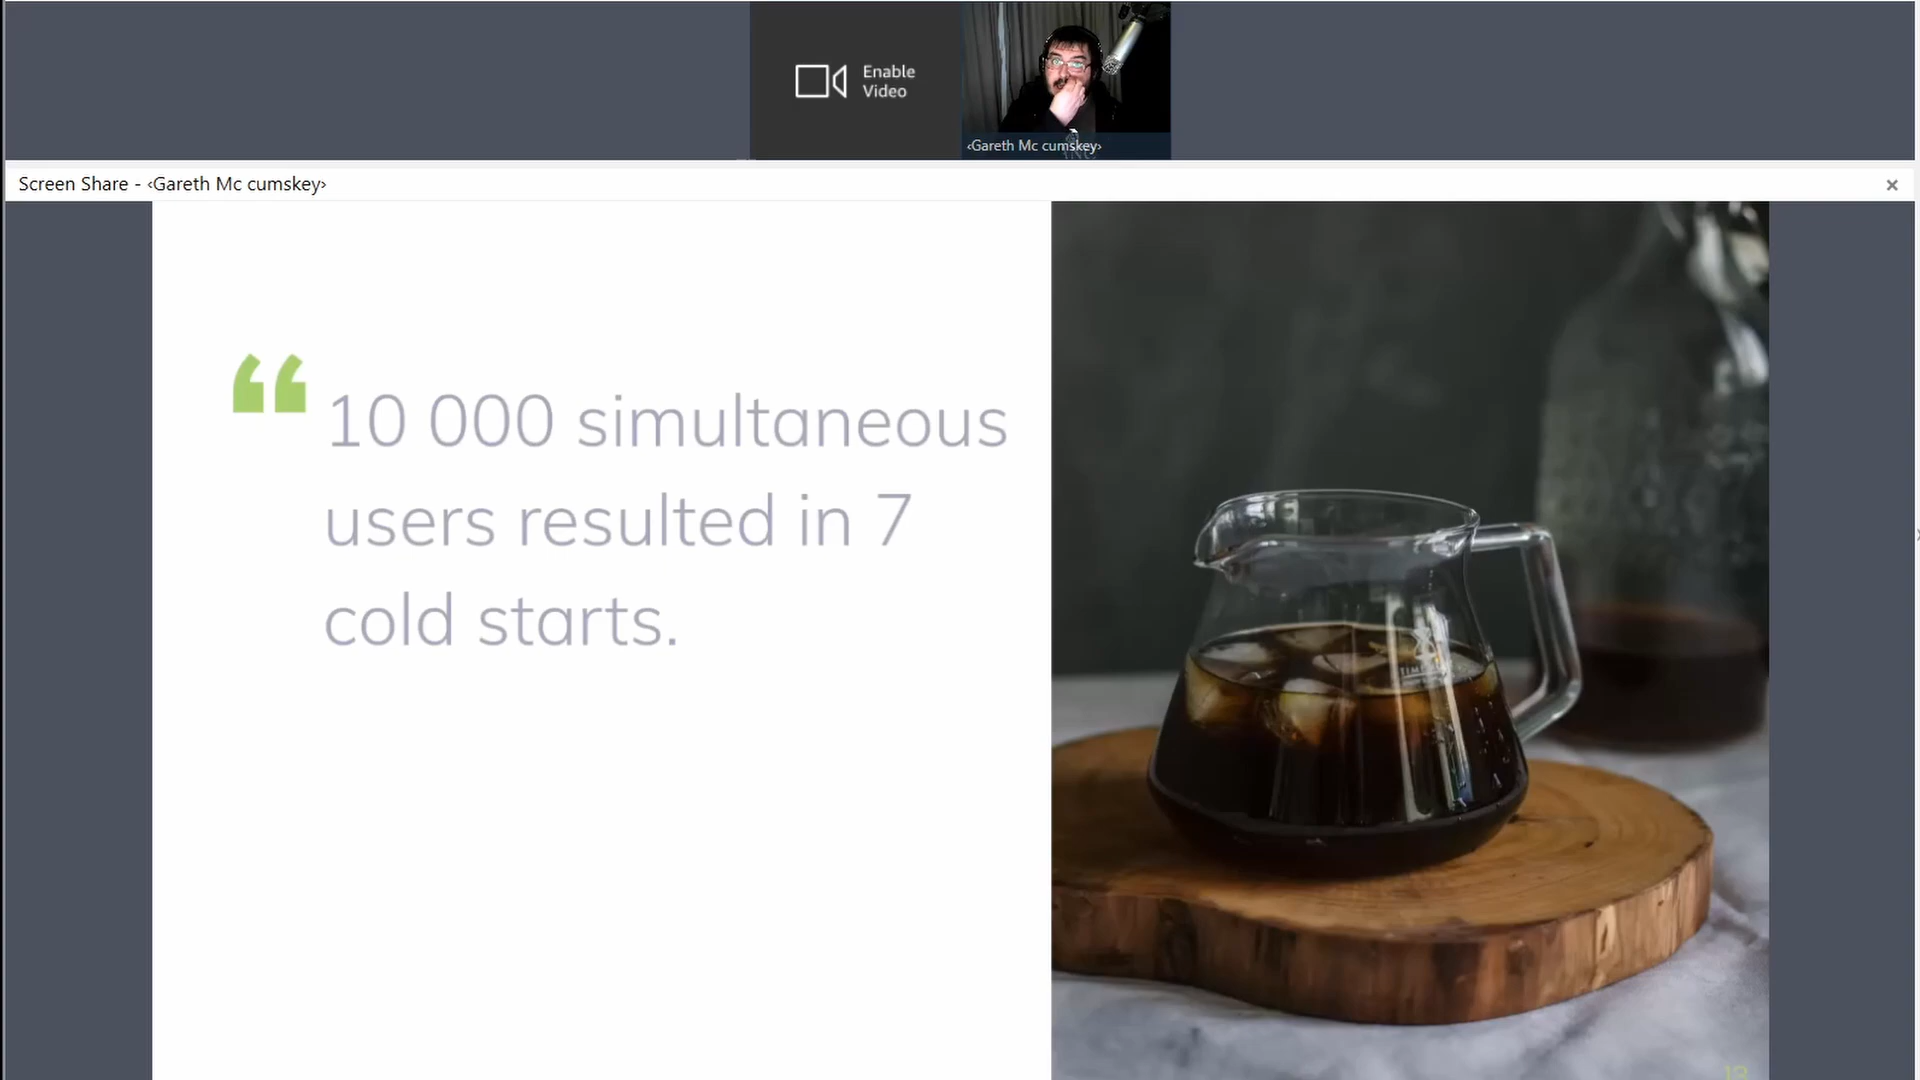 Enable
Video
‹Gareth Mc cumskey›
Screen Share - ‹Gareth Mc cumskey›
“ 10 000 simultaneous
users resulted in 7
cold starts.
13